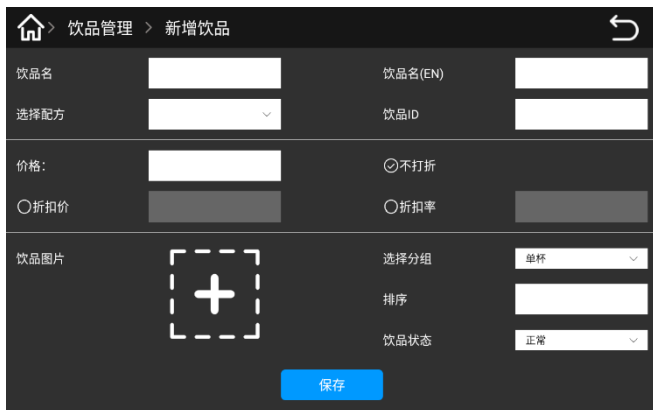 饮品管理 > 新增饮品
饮品名 饮品名(EN)
选择配方 饮品ID
价格: 不打折
折扣价 折扣率
饮品图片 选择分组 单杯
排序
饮品状态 正常
保存